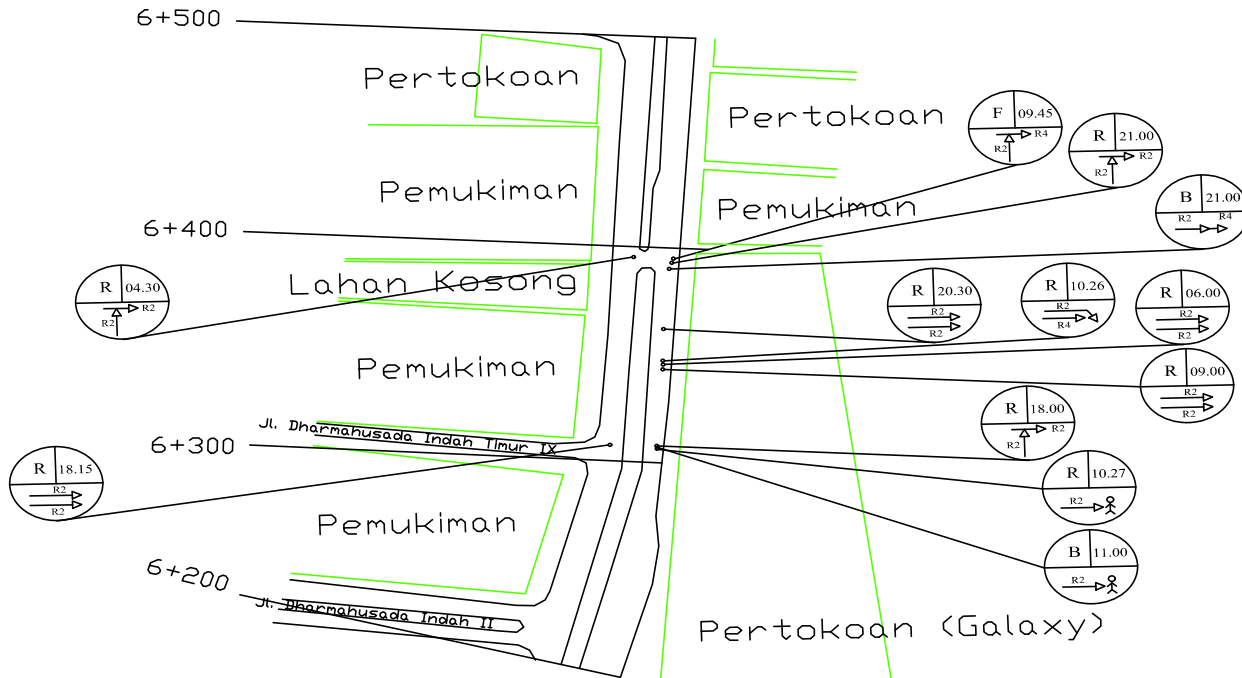 6+500
Pertokoan
Pertokoan
F 09.45
R2 R4
R 21.00
R2 R2
Pemukiman
Pemukiman
B 21.00
R2 R4
6+400
Lahan Kosong
R 04.30
R2 R2
R 20.30
R2
R2
R 10.26
R2
R4
R 06.00
R2
R2
Pemukiman
R 09.00
R2
R2
R 18.00
R2 R2
Jl. Dharmahusada Indah Timur IX
6+300
R 18.15
R2
R2
R 10.27
R2
Pemukiman
B 11.00
R2
6+200
Jl. Dharmahusada Indah II
Pertokoan (Galaxy)